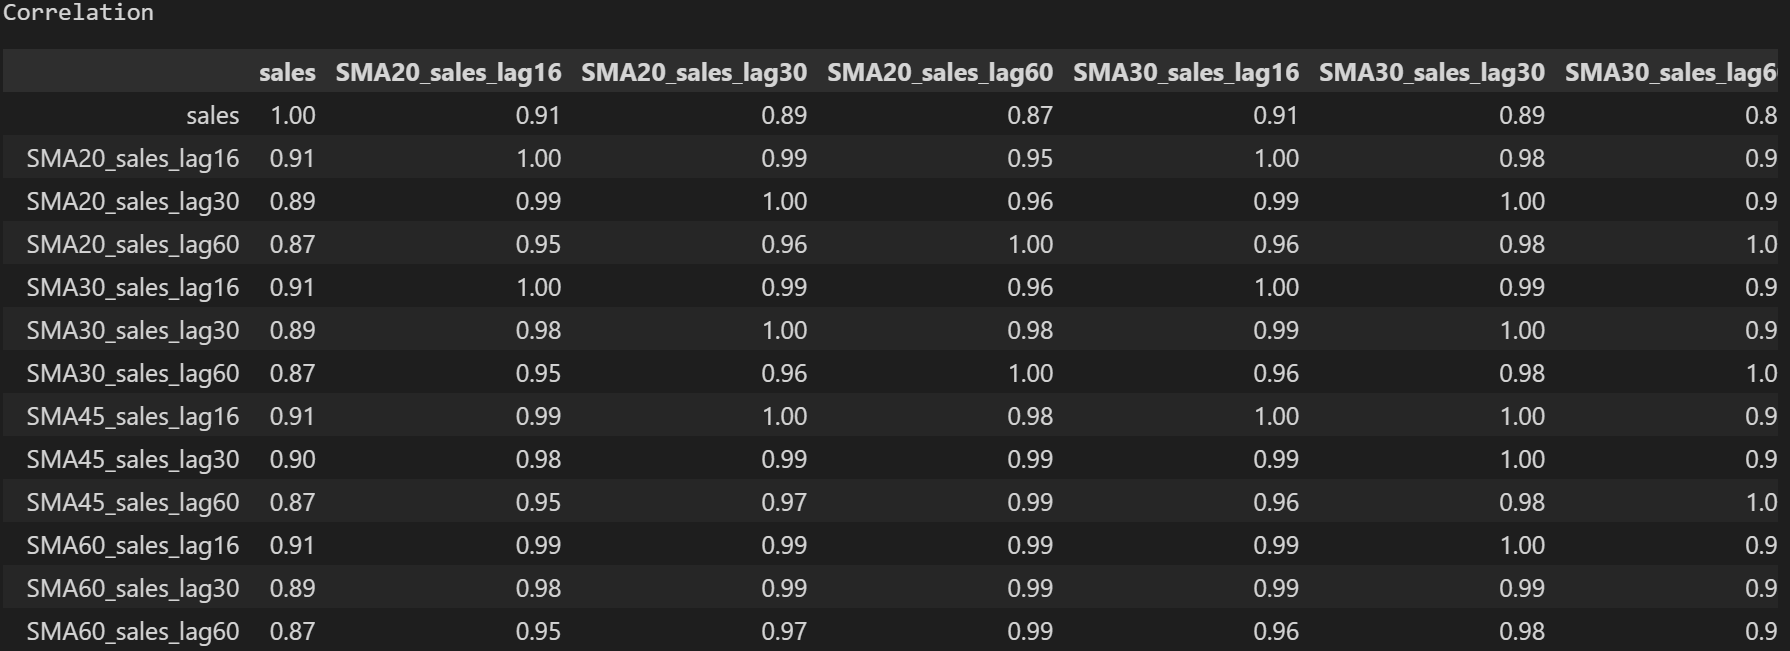 Correlation
sales SMA20_sales_lag16 SMA20_sales_lag30 SMA20_sales_lag60 SMA30_sales_lag16 SMA30_sales_lag30 SMA30_sales_lag6
sales 1.00 0.91 0.89 0.87 0.91 0.89 0.8
SMA20_sales_lag16 0.91 1.00 0.99 0.95 1.00 0.98 0.9
SMA20_sales_lag30 0.89 0.99 1.00 0.96 0.99 1.00 0.9
SMA20_sales_lag60 0.87 0.95 0.96 1.00 0.96 0.98 1.0
SMA30_sales_lag16 0.91 1.00 0.99 0.96 1.00 0.99 0.9
SMA30_sales_lag30 0.89 0.98 1.00 0.98 0.99 1.00 0.9
SMA30_sales_lag60 0.87 0.95 0.96 1.00 0.96 0.98 1.0
SMA45_sales_lag16 0.91 0.99 1.00 0.98 1.00 1.00 0.9
SMA45_sales_lag30 0.90 0.98 0.99 0.99 0.99 1.00 0.9
SMA45_sales_lag60 0.87 0.95 0.97 0.99 0.96 0.98 1.0
SMA60_sales_lag16 0.91 0.99 0.99 0.99 0.99 1.00 0.9
SMA60_sales_lag30 0.89 0.98 0.99 0.99 0.99 0.99 0.9
SMA60_sales_lag60 0.87 0.95 0.97 0.99 0.96 0.98 0.9